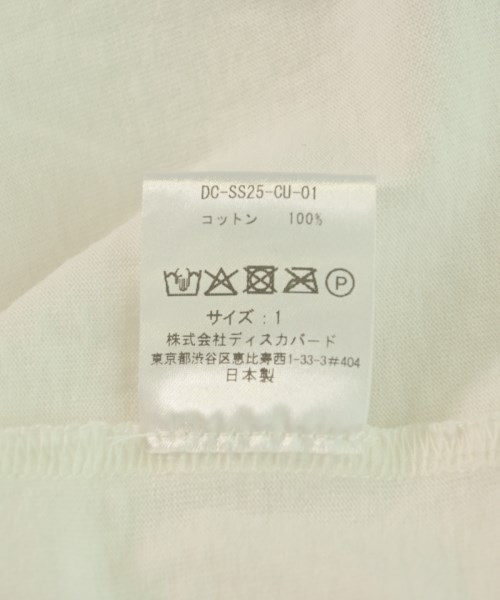 DC-SS25-CU-01
コットン 100%
P
サイズ : 1
株式会社ディスカバード
東京都渋谷区恵比寿西1-33-3#404
日本製